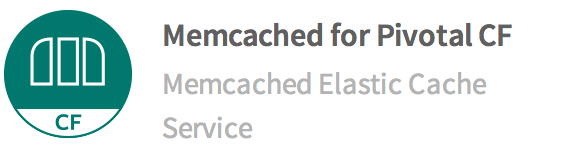 Memcached for Pivotal CF
Memcached Elastic Cache
Service
CF